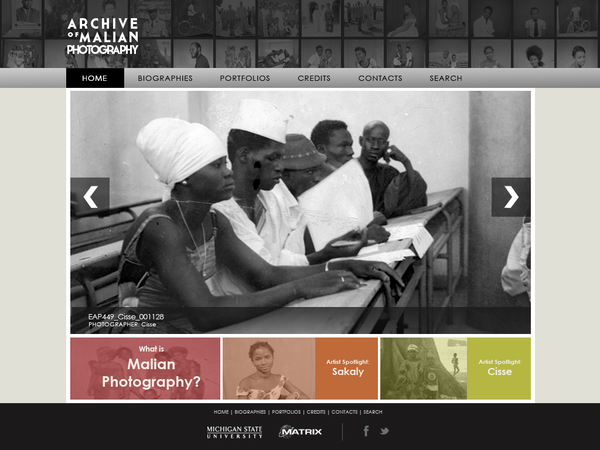 ARCHIVE
OF MALIAN
PHOTOGRAPHY
HOME BIOGRAPHIES PORTFOLIOS CREDITS CONTACTS SEARCH
EAP449_Cisse_001128
PHOTOGRAPHER: Cisse
What is
Malian
Photography?
Artist Spotlight:
Sakaly
Artist Spotlight:
Cisse
HOME | BIOGRAPHIES | PORTFOLIOS | CREDITS | CONTACTS | SEARCH
MICHIGAN STATE
UNIVERSITY
MATRIX